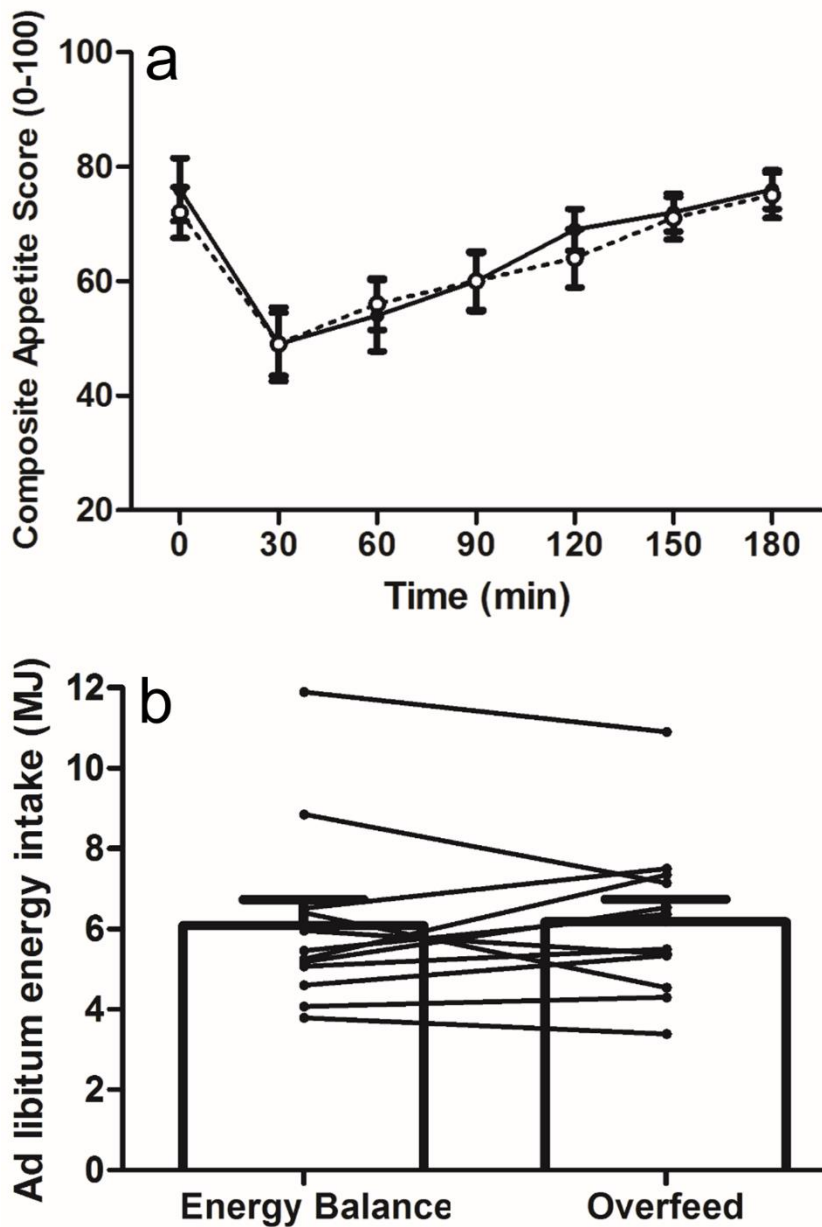 a
Composite Appetite Score (0-100)
100
80
60
40
20
0 30 60 90 120 150 180
Time (min)
b
Ad libitum energy intake (MJ)
12
10
8
6
4
2
0
Energy Balance Overfeed